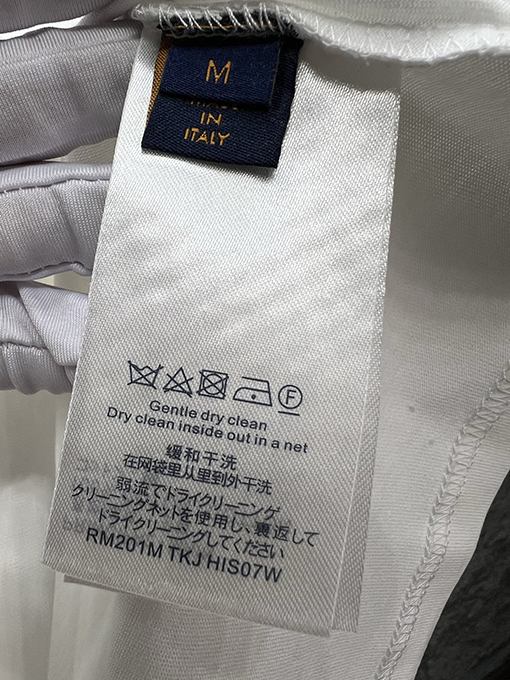 M
MADE
IN
ITALY
F
Gentle dry clean
Dry clean inside out in a net
缓和干洗
在网袋里从里到外干洗
弱流でドライクリーニンゲ
クリーニングネットを使用し、裏返して
ドライクリーニングしてください
RM201M TKJ HIS07W